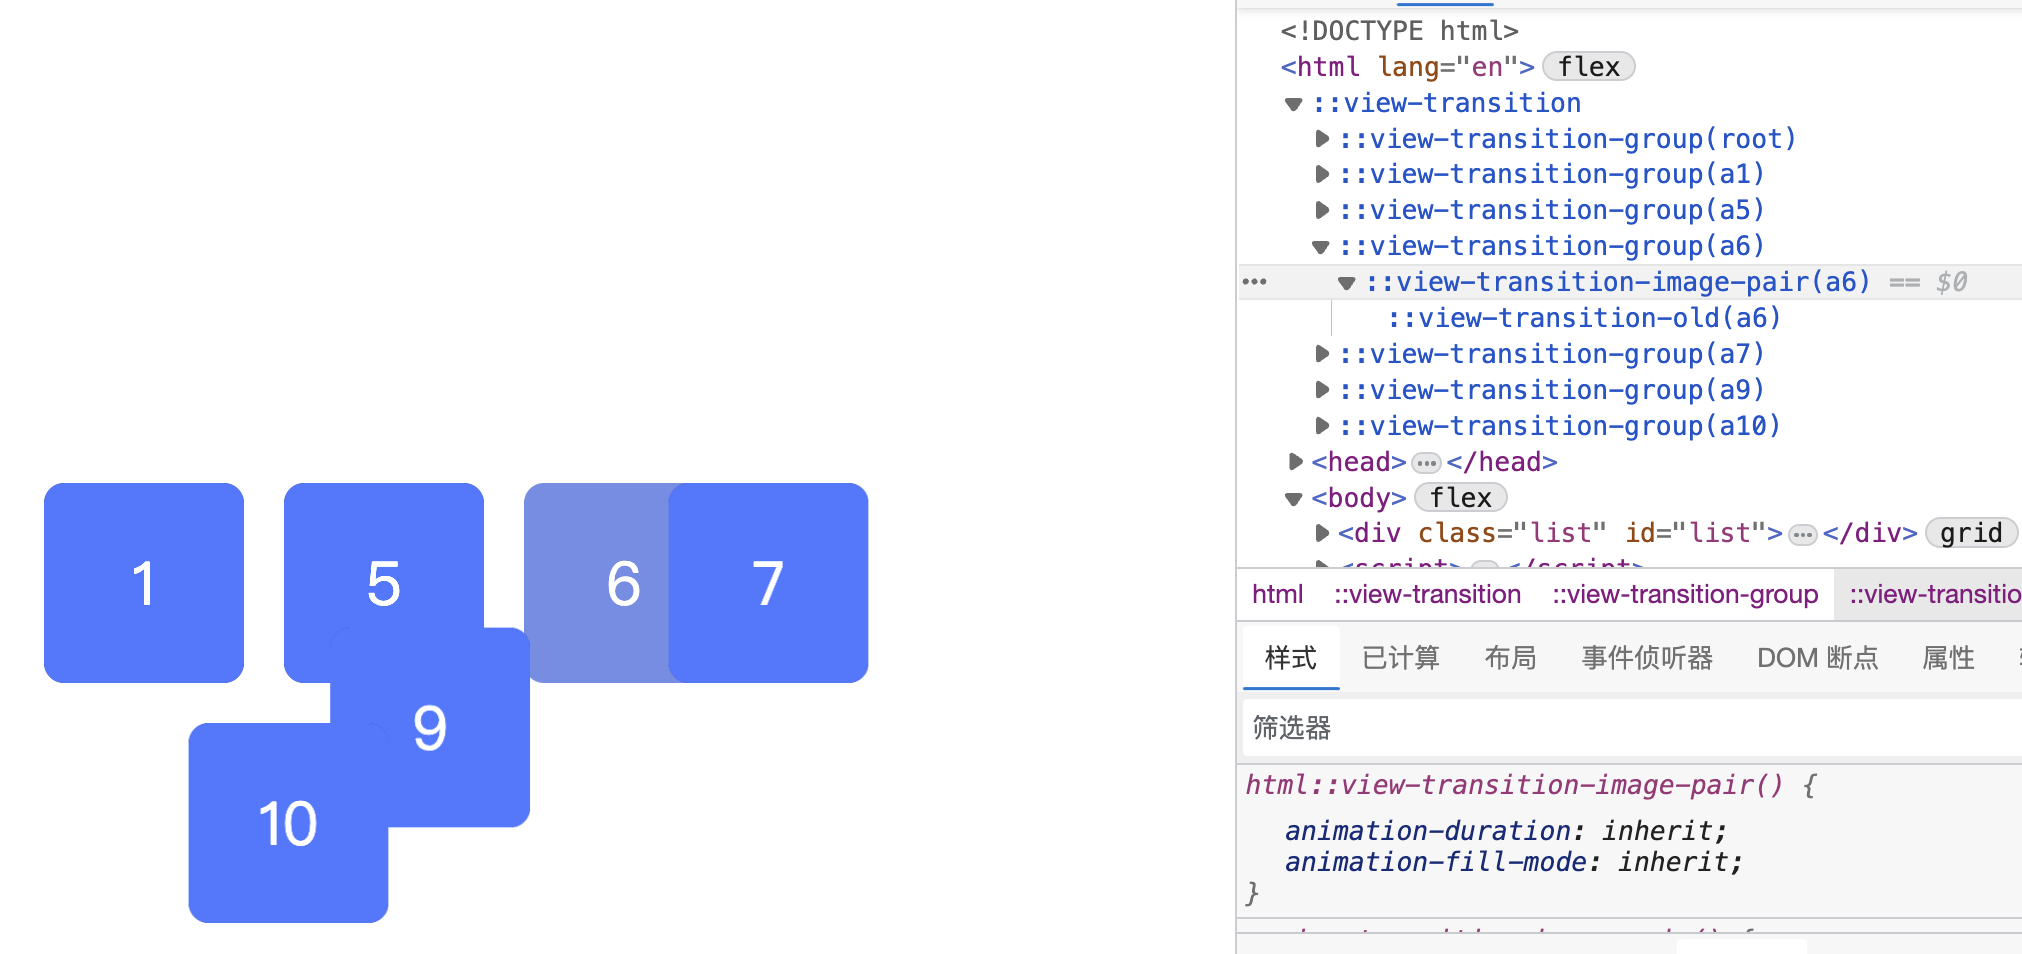 1
5
6
7
9
10
<!DOCTYPE html>
<html lang="en"> flex
::view-transition
::view-transition-group(root)
::view-transition-group(a1)
::view-transition-group(a5)
::view-transition-group(a6)
::view-transition-image-pair(a6) == $0
::view-transition-old(a6)
::view-transition-group(a7)
::view-transition-group(a9)
::view-transition-group(a10)
<head>…</head>
<body> flex
<div class="list" id="list">…</div> grid
html ::view-transition ::view-transition-group ::view-transitio
样式 已计算 布局 事件侦听器 DOM 断点 属性
筛选器
html::view-transition-image-pair() {
animation-duration: inherit;
animation-fill-mode: inherit;
}